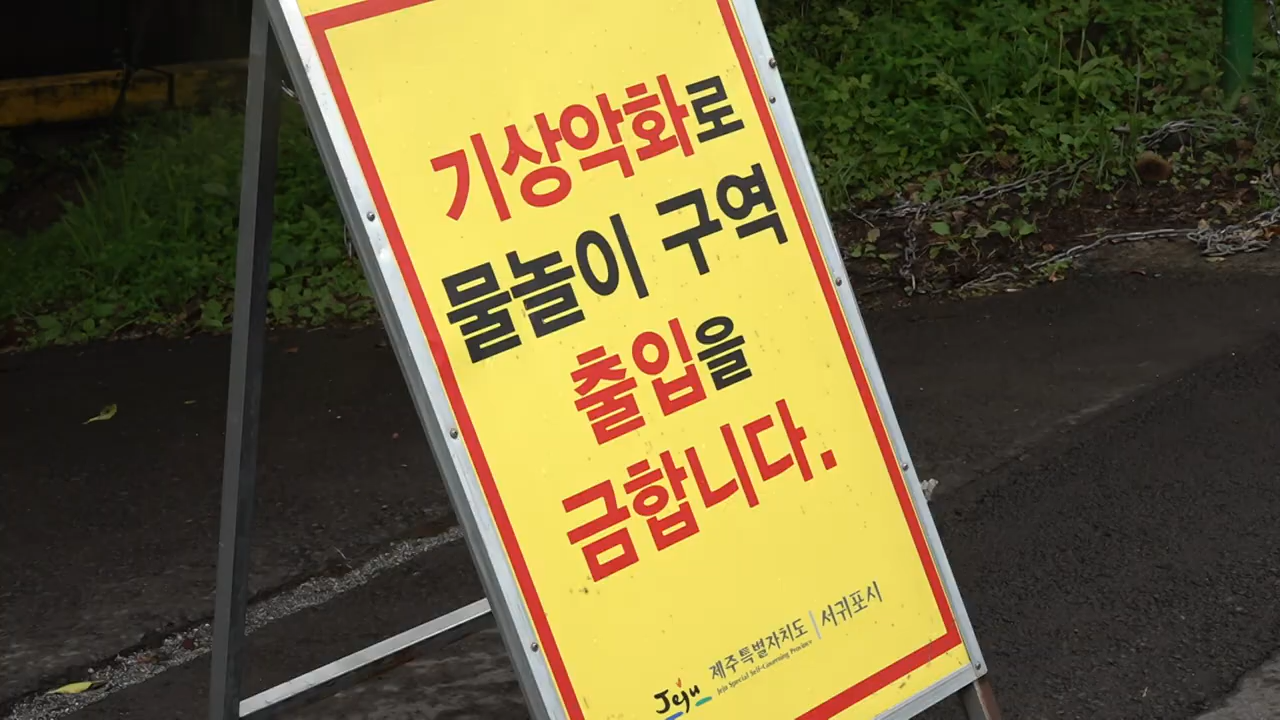 기상악화로
물놀이 구역
출입을
금합니다.
Jeju 제주특별자치도 | 서귀포시
Jeju Special Self-Governing Province